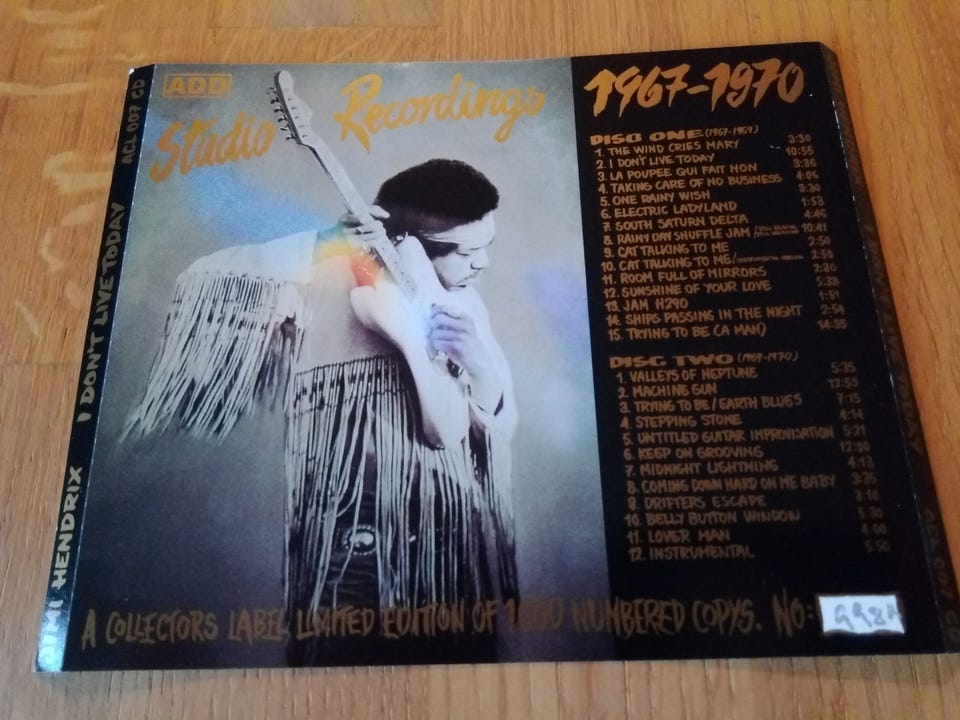 ADD
Studio Recordings
1967-1970
DISC ONE (1967-1969)
1. THE WIND CRIES MARY 3:30
2. I DON'T LIVE TODAY 10:55
3. LA POUPEE QUI FAIT NON 3:36
4. TAKING CARE OF NO BUSINESS 4:06
5. ONE RAINY WISH 3:30
6. ELECTRIC LADYLAND 1:53
7. SOUTH SATURN DELTA 4:46
8. RAINY DAY SHUFFLE JAM 10:41
9. CAT TALKING TO ME 2:50
10. CAT TALKING TO ME/INSTRUMENTAL VERSION 2:50
11. ROOM FULL OF MIRRORS 2:30
12. SUNSHINE OF YOUR LOVE 5:38
13. JAM H290 1:51
14. SHIPS PASSING IN THE NIGHT 2:54
15. TRYING TO BE (A MAN) 14:35
DISC TWO (1969-1970)
1. VALLEYS OF NEPTUNE 5:35
2. MACHINE GUN 12:55
3. TRYING TO BE/EARTH BLUES 7:15
4. STEPPING STONE 4:14
5. UNTITLED GUITAR IMPROVISATION 5:21
6. KEEP ON GROOVING 12:00
7. MIDNIGHT LIGHTNING 4:13
8. COMING DOWN HARD ON ME BABY 3:35
8. DRIFTERS ESCAPE 3:10
10. BELLY BUTTON WINDOW 5:30
11. LOVER MAN 4:00
12. INSTRUMENTAL 5:50
A COLLECTORS LABEL LIMITED EDITION OF 1000 NUMBERED COPYS. NO:
JYMI HENDRIX I DON'T LIVE TODAY ACL 007 CD